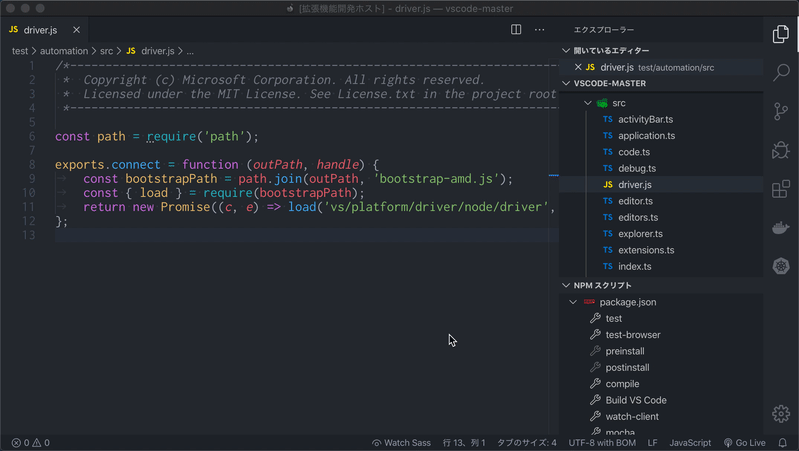 [拡張機能開発ホスト] - driver.js — vscode-master
JS driver.js
test › automation › src › JS driver.js › ...
1 /*---------------------------------------------------------------------
2 * Copyright (c) Microsoft Corporation. All rights reserved.
3 * Licensed under the MIT License. See License.txt in the project root
4 *---------------------------------------------------------------------
5
6 const path = require('path');
7
8 exports.connect = function (outPath, handle) {
9 const bootstrapPath = path.join(outPath, 'bootstrap-amd.js');
10 const { load } = require(bootstrapPath);
11 return new Promise((c, e) => load('vs/platform/driver/node/driver',
12 };
13
エクスプローラー
開いているエディター
JS driver.js test/automation/src
VSCODE-MASTER
src
TS activityBar.ts
TS application.ts
TS code.ts
TS debug.ts
JS driver.js
TS editor.ts
TS editors.ts
TS explorer.ts
TS extensions.ts
TS index.ts
NPM スクリプト
package.json
test
test-browser
preinstall
postinstall
compile
Build VS Code
watch-client
mocha
0 0
Watch Sass
行 13、列 1
タブのサイズ: 4
UTF-8 with BOM
LF
JavaScript
Go Live